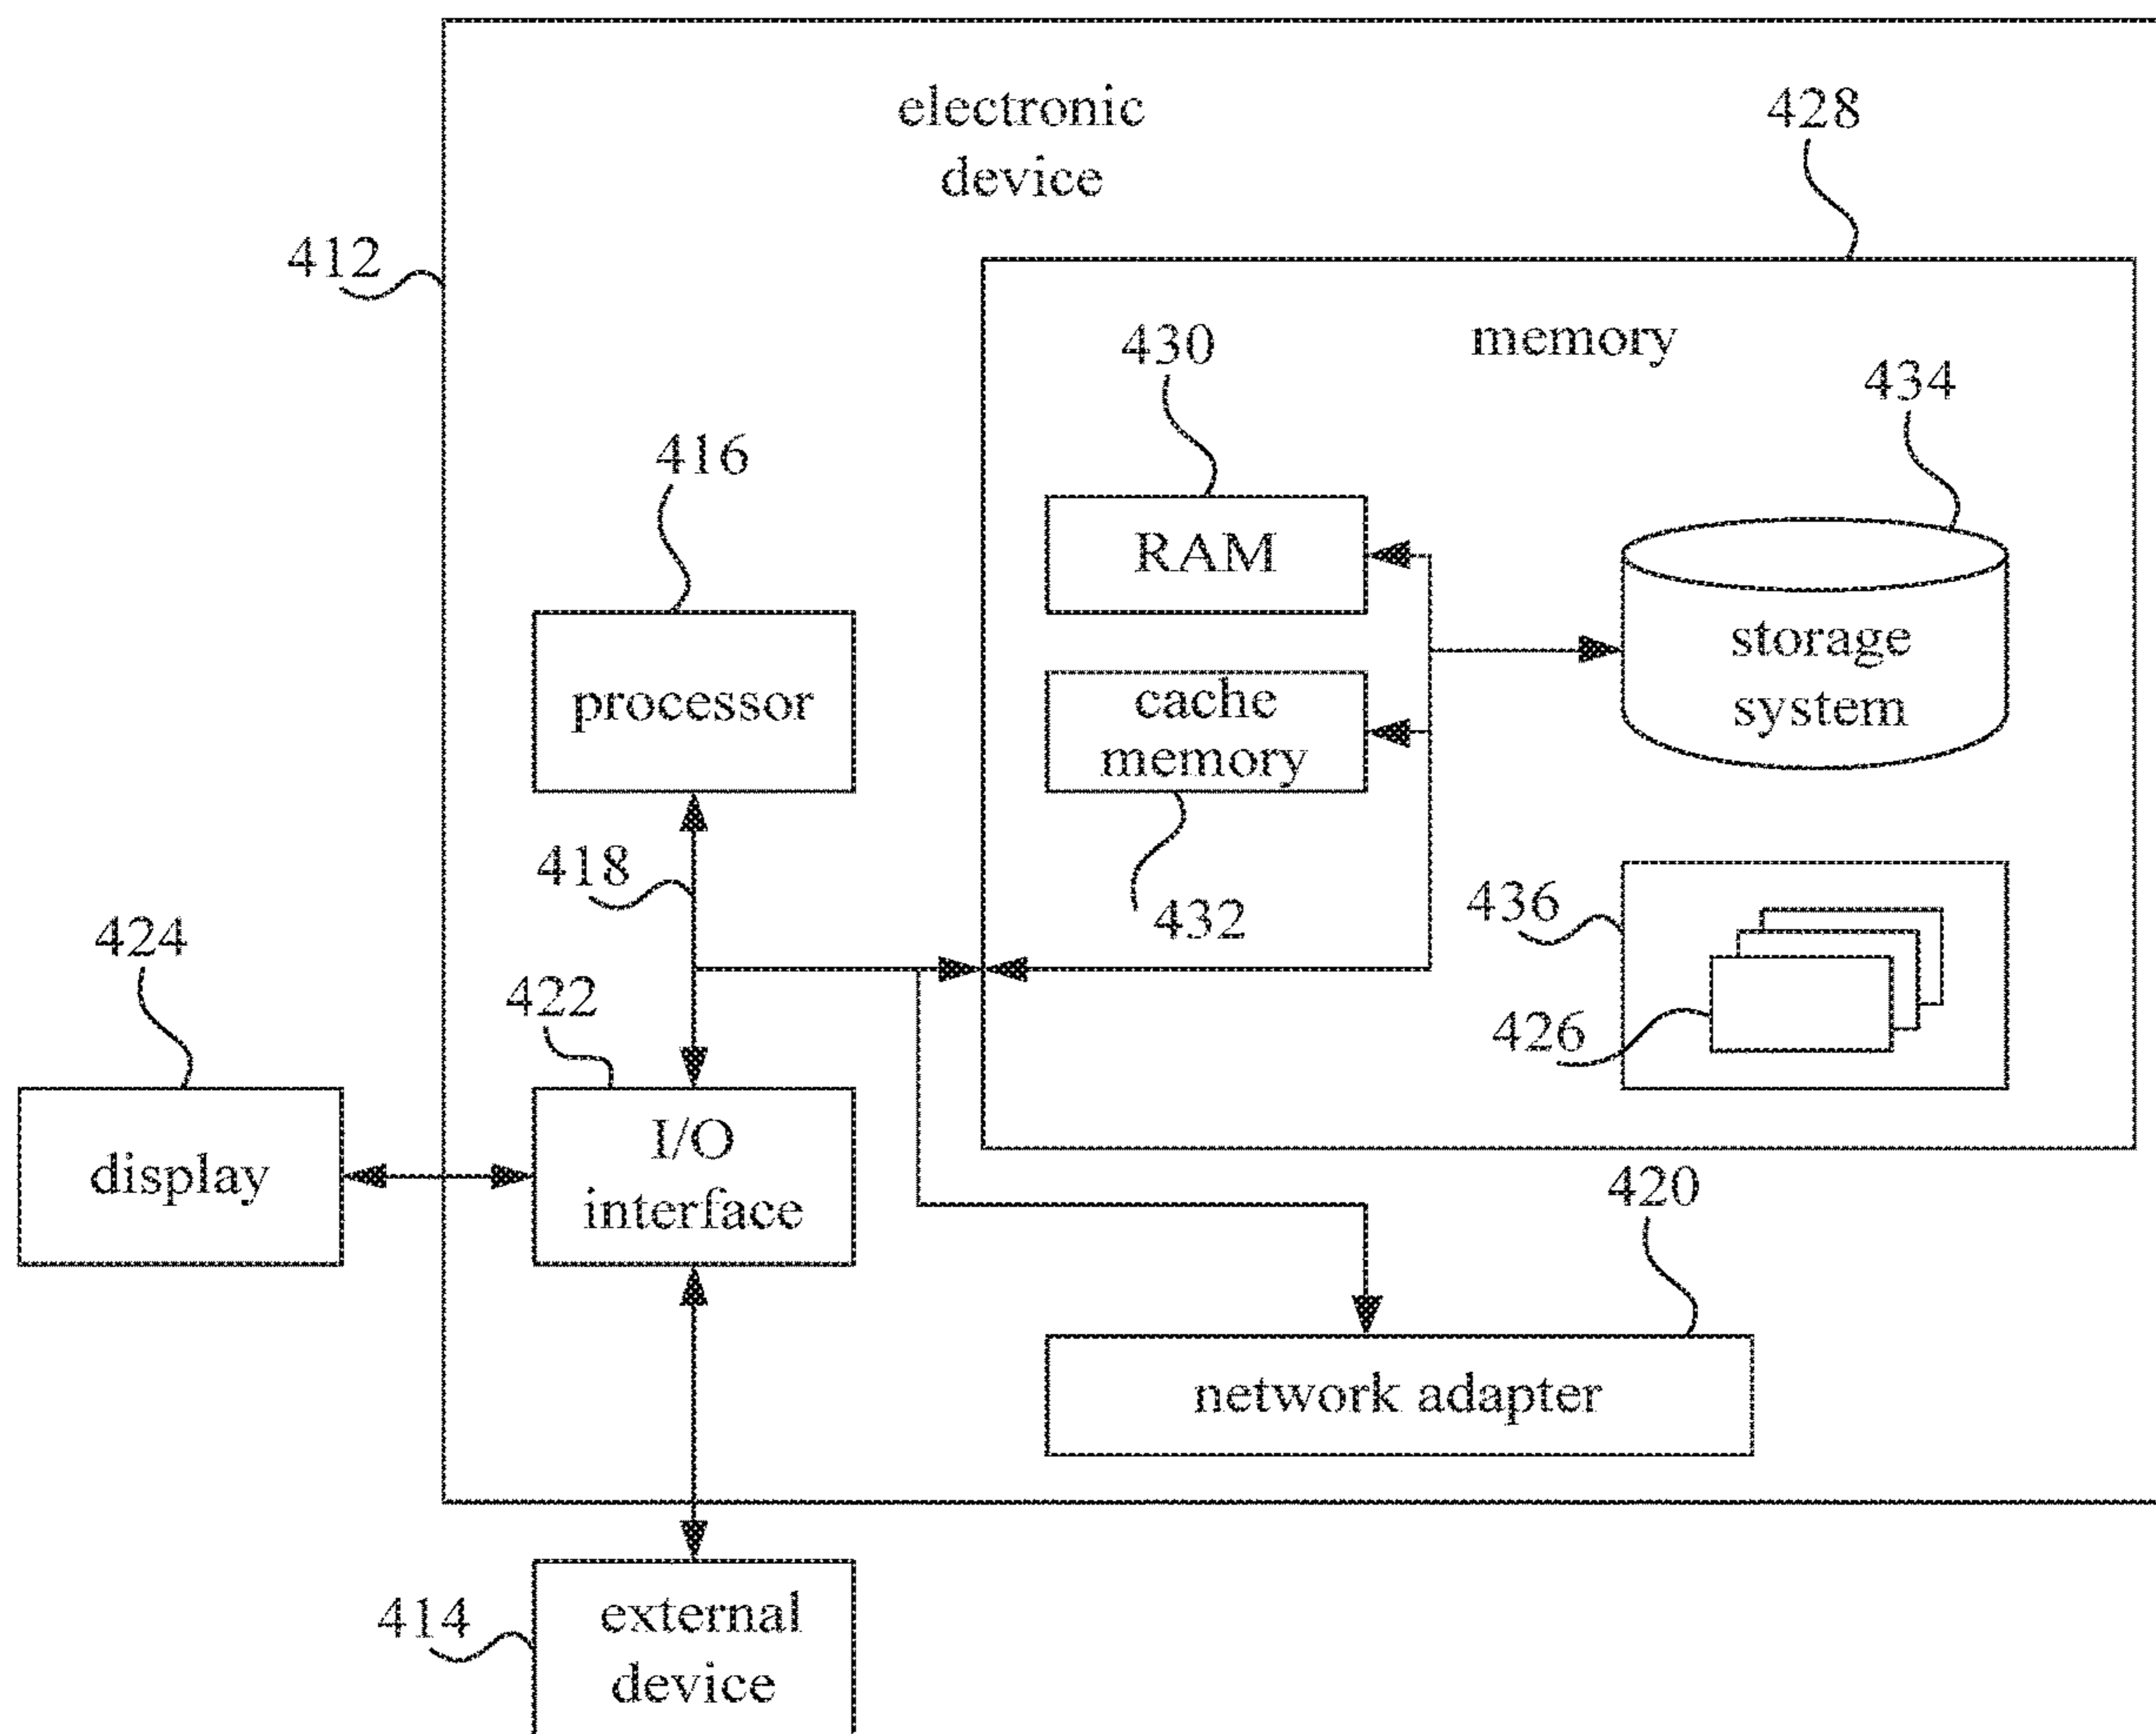 electronic
device
428
412
memory
430
434
416
RAM
storage
system
processor
cache
memory
418
432
436
424
422
426
display
I/O
interface
420
network adapter
414
external
device